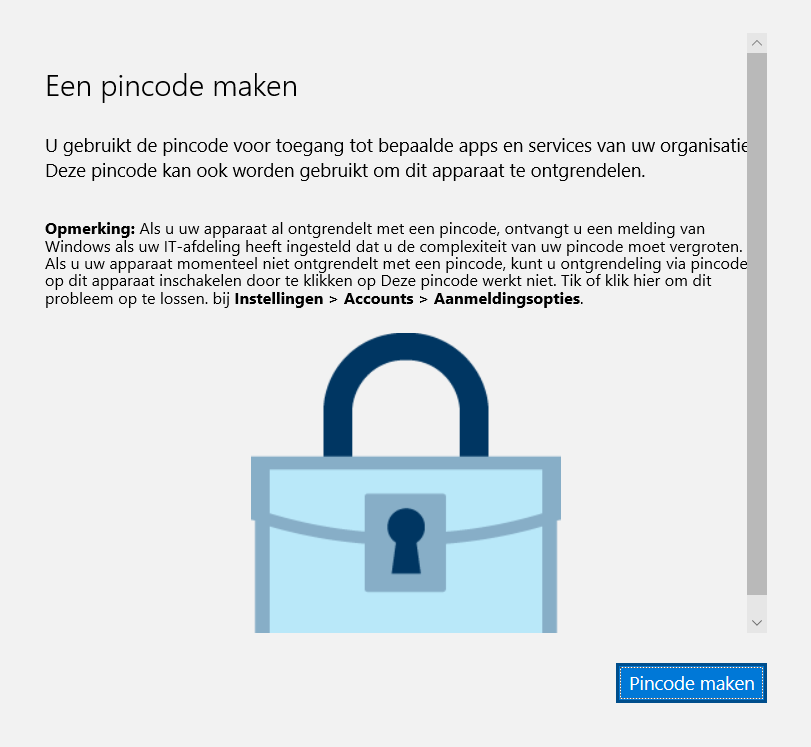 Een pincode maken
U gebruikt de pincode voor toegang tot bepaalde apps en services van uw organisatie
Deze pincode kan ook worden gebruikt om dit apparaat te ontgrendelen.
Opmerking: Als u uw apparaat al ontgrendelt met een pincode, ontvangt u een melding van
Windows als uw IT-afdeling heeft ingesteld dat u de complexiteit van uw pincode moet vergroten.
Als u uw apparaat momenteel niet ontgrendelt met een pincode, kunt u ontgrendeling via pincode
op dit apparaat inschakelen door te klikken op Deze pincode werkt niet. Tik of klik hier om dit
probleem op te lossen. bij Instellingen > Accounts > Aanmeldingsopties.
Pincode maken